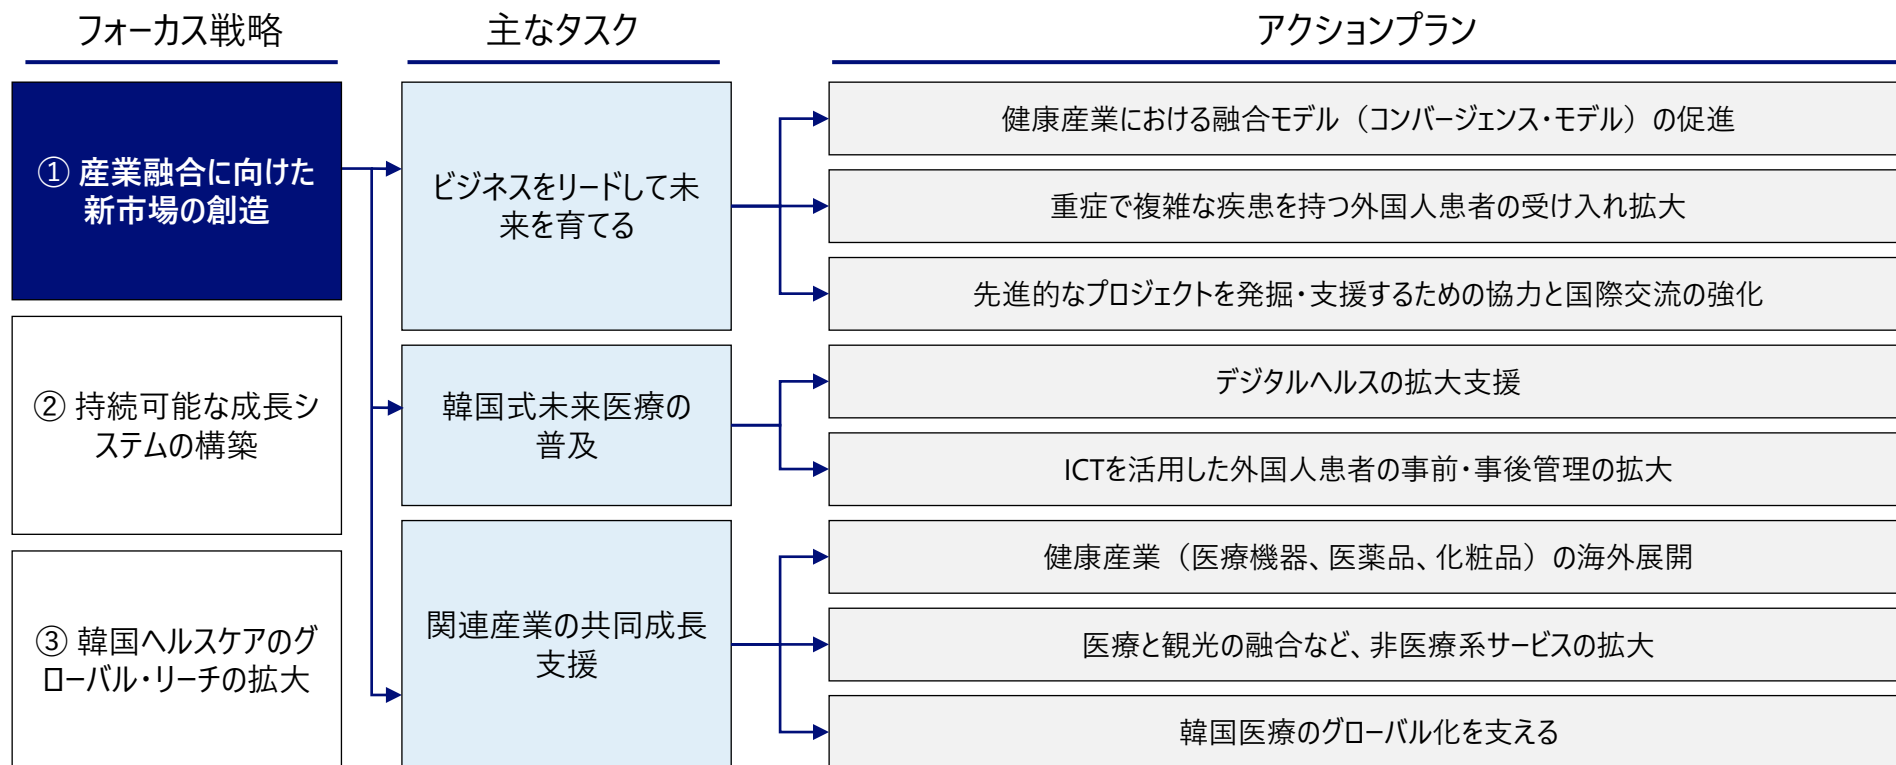 フォーカス戦略
主なタスク
アクションプラン
① 産業融合に向けた
新市場の創造
② 持続可能な成長シ
ステムの構築
③ 韓国ヘルスケアのグ
ローバル・リーチの拡大
ビジネスをリードして未
来を育てる
韓国式未来医療の
普及
関連産業の共同成長
支援
健康産業における融合モデル（コンバージェンス・モデル）の促進
重症で複雑な疾患を持つ外国人患者の受け入れ拡大
先進的なプロジェクトを発掘・支援するための協力と国際交流の強化
デジタルヘルスの拡大支援
ICTを活用した外国人患者の事前・事後管理の拡大
健康産業（医療機器、医薬品、化粧品）の海外展開
医療と観光の融合など、非医療系サービスの拡大
韓国医療のグローバル化を支える